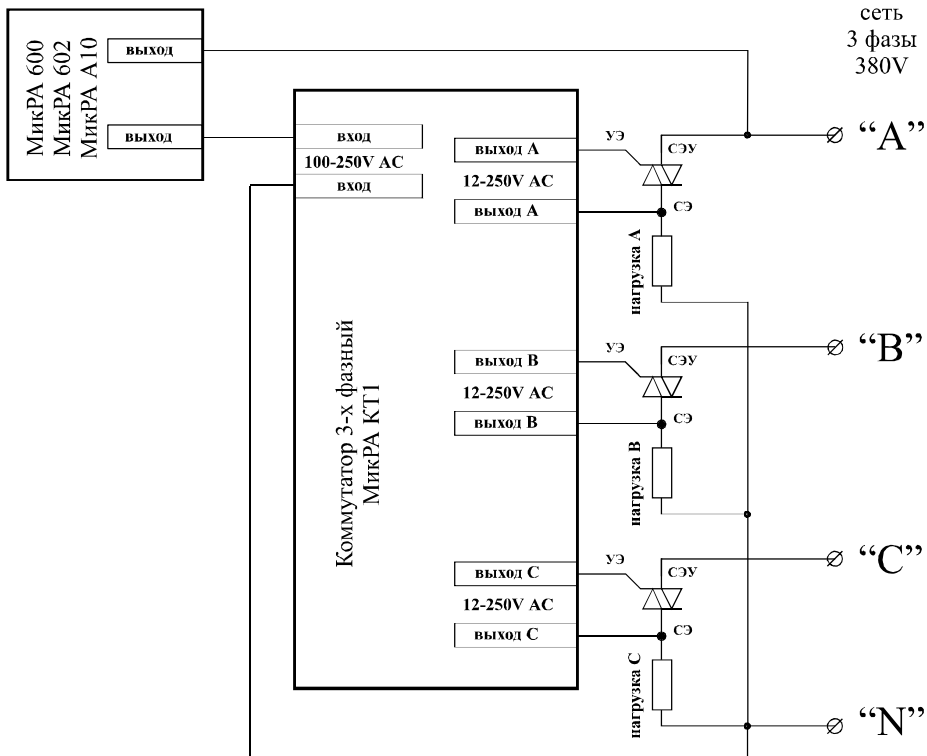 сеть
3 фазы
380V
МикРА 600
МикРА 602
МикРА А10
выход
выход
вход
100-250V AC
вход
Коммутатор 3-х фазный
МикРА КТ1
выход А
12-250V AC
выход А
УЭ
СЭУ
СЭ
нагрузка А
“А”
выход В
12-250V AC
выход В
УЭ
СЭУ
СЭ
нагрузка В
“В”
выход С
12-250V AC
выход С
УЭ
СЭУ
СЭ
нагрузка С
“С”
“N”